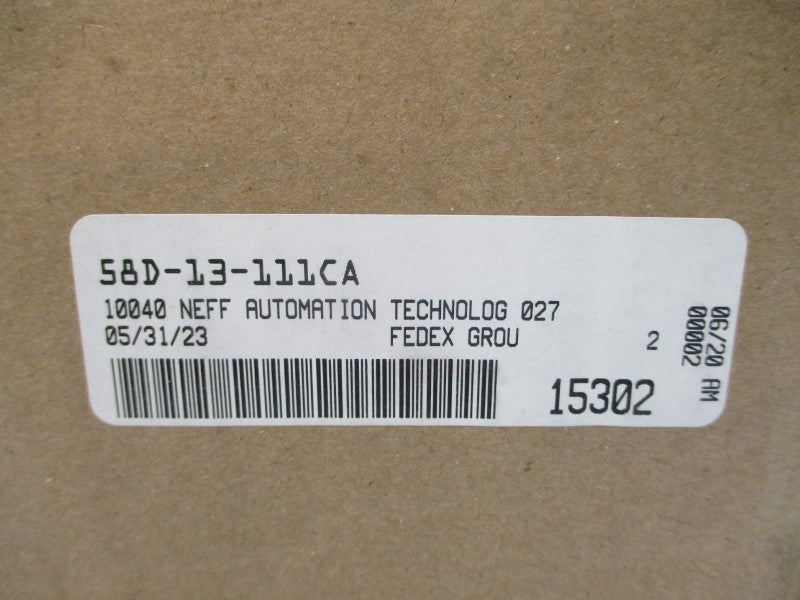 58D-13-111CA
10040 NEFF AUTOMATION TECHNOLOG 027
05/31/23 FEDEX GROU 2
15302
06/20 AM
00002